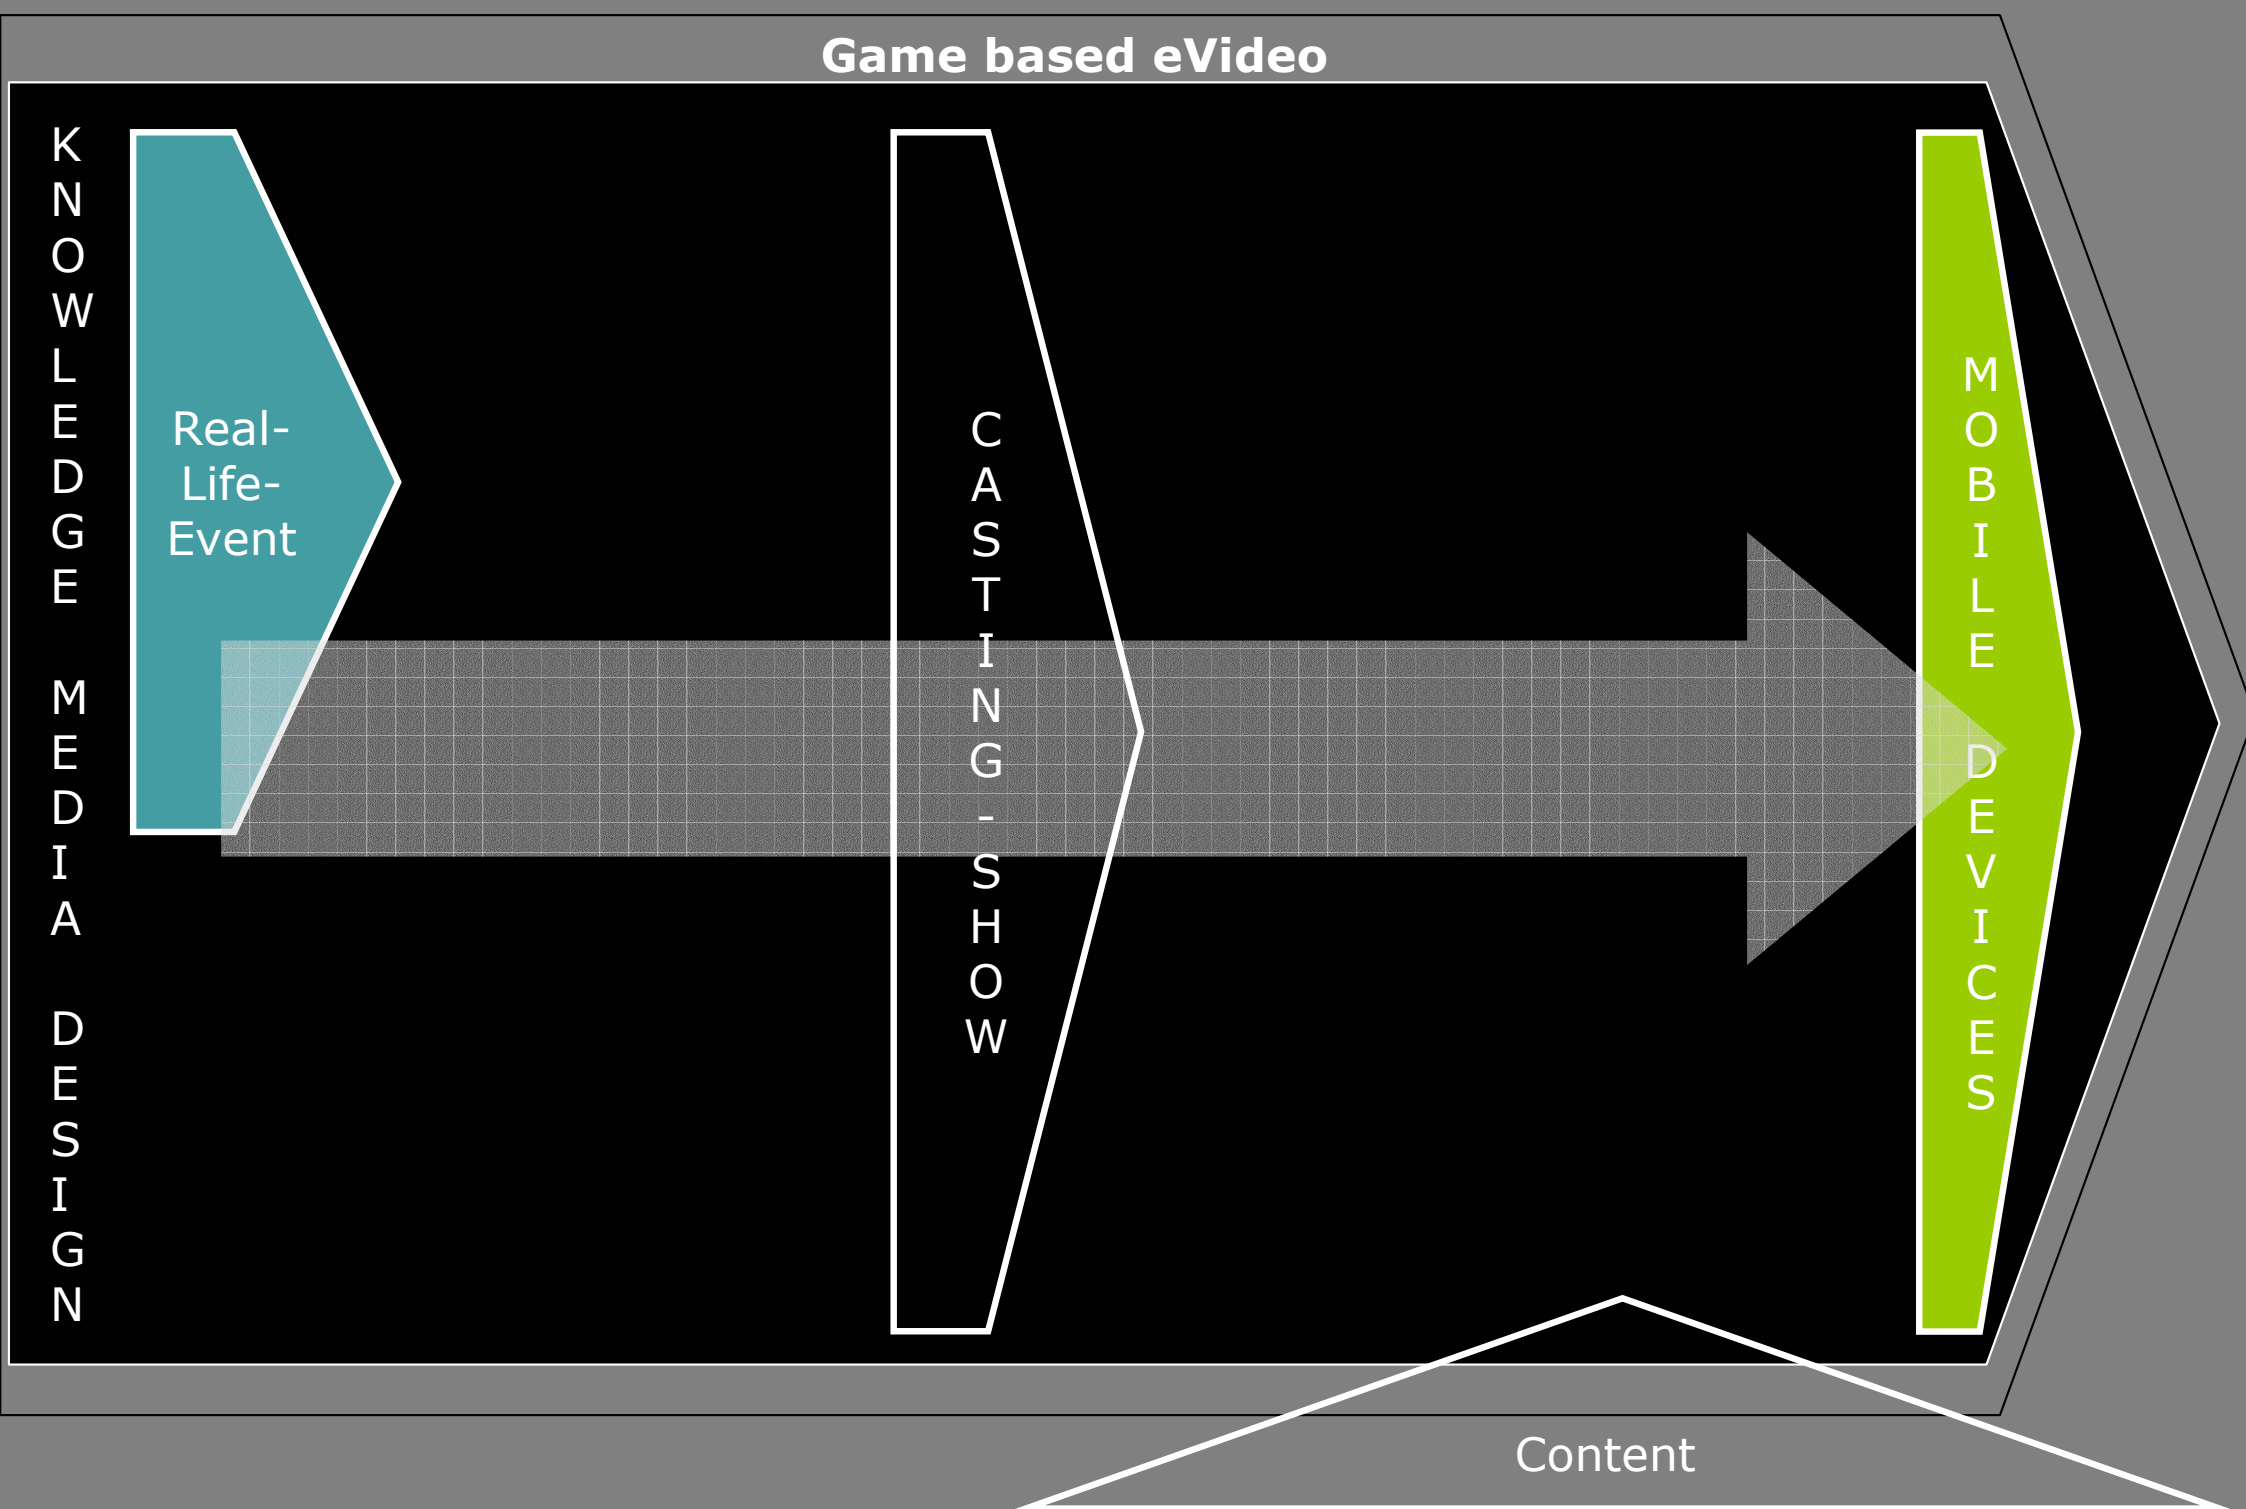 Game based eVideo
KNOWLEDGE MEDIA DESIGN
Real-
Life-
Event
CASTING-SHOW
MOBILE DEVICES
Content